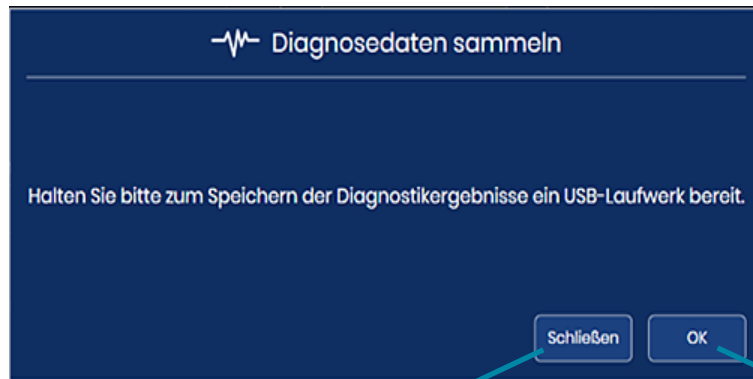 Diagnosedaten sammeln
Halten Sie bitte zum Speichern der Diagnostikergebnisse ein USB-Laufwerk bereit.
Schließen OK